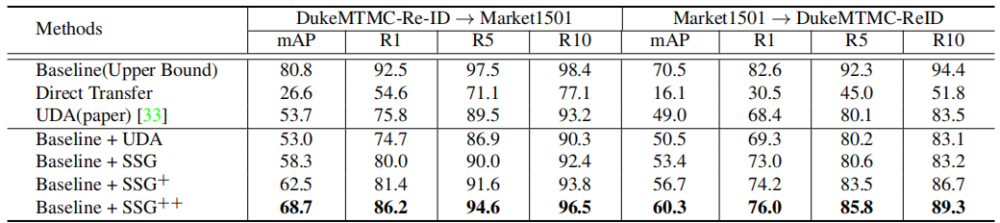 Methods DukeMTMC-Re-ID → Market1501 Market1501 → DukeMTMC-ReID
mAP R1 R5 R10 mAP R1 R5 R10
Baseline(Upper Bound) 80.8 92.5 97.5 98.4 70.5 82.6 92.3 94.4
Direct Transfer 26.6 54.6 71.1 77.1 16.1 30.5 45.0 51.8
UDA(paper) [33] 53.7 75.8 89.5 93.2 49.0 68.4 80.1 83.5
Baseline + UDA 53.0 74.7 86.9 90.3 50.5 69.3 80.2 83.1
Baseline + SSG 58.3 80.0 90.0 92.4 53.4 73.0 80.6 83.2
Baseline + SSG+ 62.5 81.4 91.6 93.8 56.7 74.2 83.5 86.7
Baseline + SSG++ 68.7 86.2 94.6 96.5 60.3 76.0 85.8 89.3